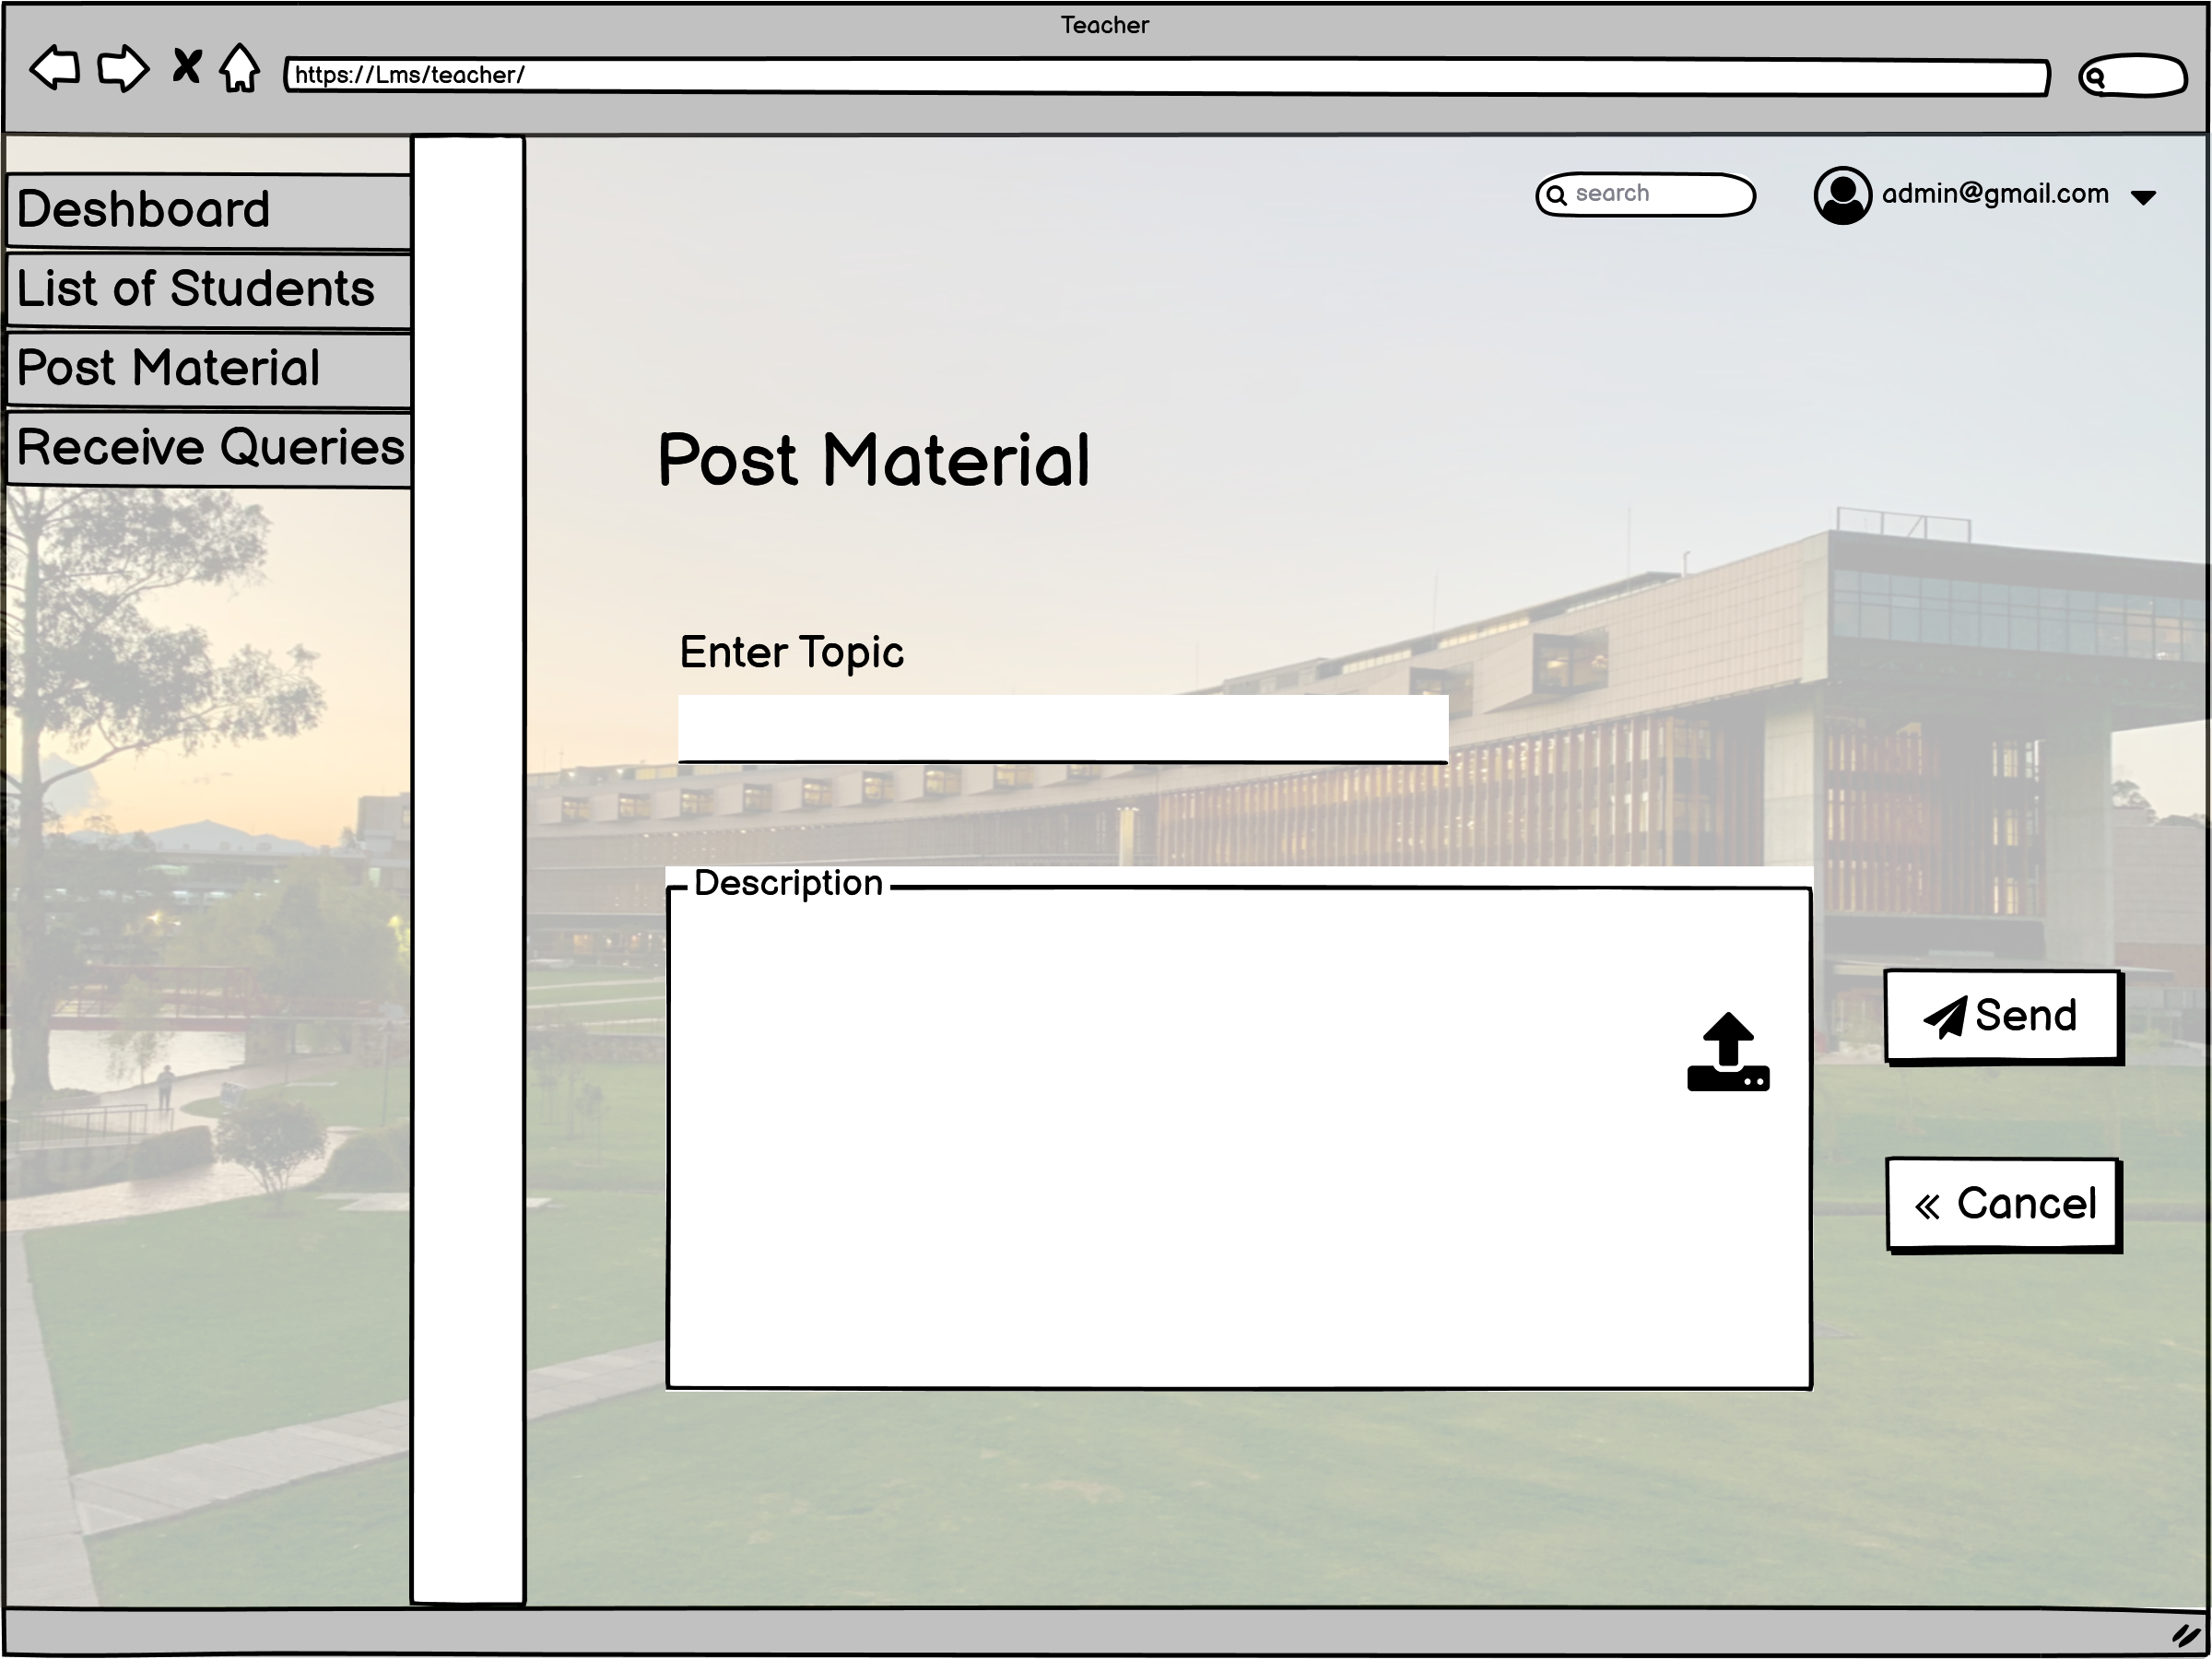 Teacher
https://Lms/teacher/
search
admin@gmail.com
Deshboard
List of Students
Post Material
Receive Queries
Post Material
Enter Topic
Description
Send
« Cancel